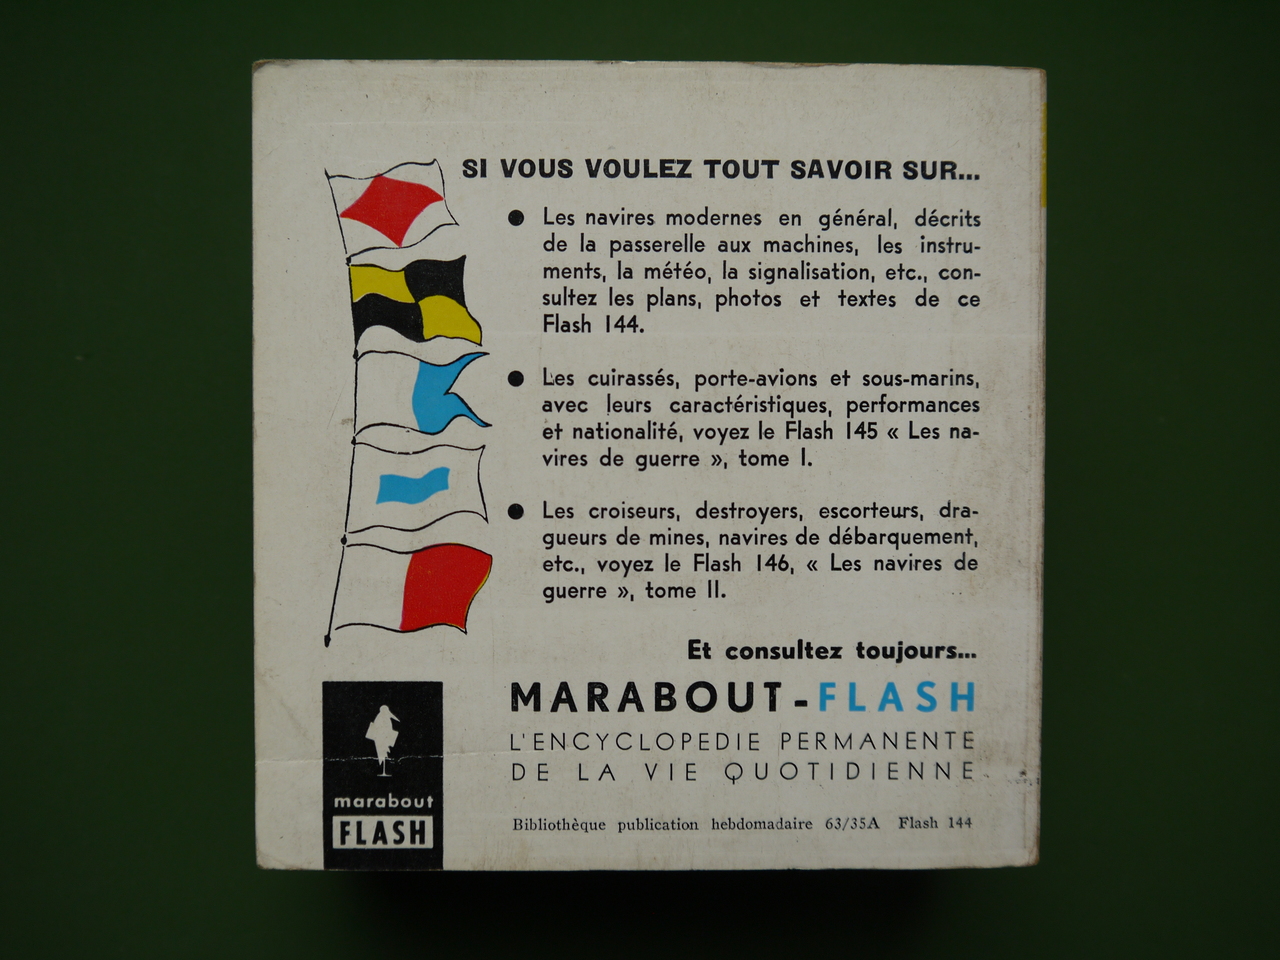 SI VOUS VOULEZ TOUT SAVOIR SUR...
● Les navires modernes en général, décrits
de la passerelle aux machines, les instru-
ments, la météo, la signalisation, etc., con-
sultez les plans, photos et textes de ce
Flash 144.
● Les cuirassés, porte-avions et sous-marins,
avec leurs caractéristiques, performances
et nationalité, voyez le Flash 145 « Les na-
vires de guerre », tome I.
● Les croiseurs, destroyers, escorteurs, dra-
gueurs de mines, navires de débarquement,
etc., voyez le Flash 146, « Les navires de
guerre », tome II.
Et consultez toujours...
MARABOUT-FLASH
L'ENCYCLOPEDIE PERMANENTE
DE LA VIE QUOTIDIENNE
marabout
FLASH
Bibliothèque publication hebdomadaire 63/35A Flash 144